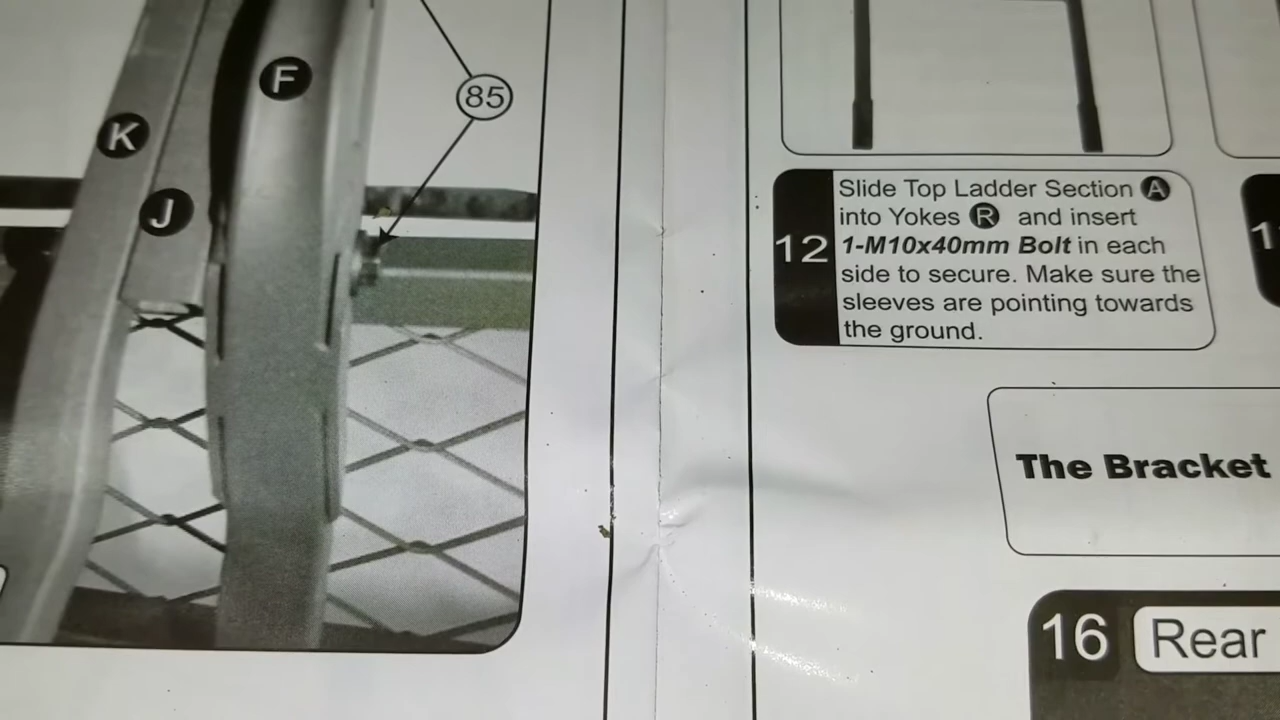 F
85
K
J
12
Slide Top Ladder Section A
into Yokes R and insert
1-M10x40mm Bolt in each
side to secure. Make sure the
sleeves are pointing towards
the ground.
The Bracket
16 Rear